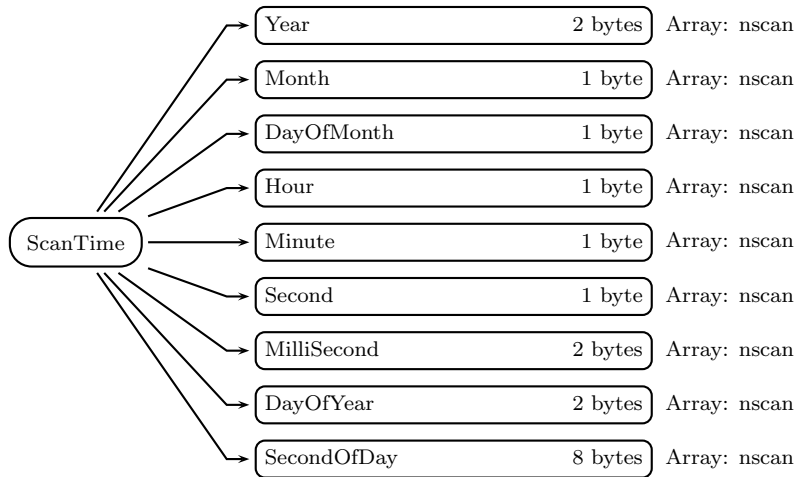 Year 2 bytes Array: nscan
Month 1 byte Array: nscan
DayOfMonth 1 byte Array: nscan
Hour 1 byte Array: nscan
ScanTime
Minute 1 byte Array: nscan
Second 1 byte Array: nscan
MilliSecond 2 bytes Array: nscan
DayOfYear 2 bytes Array: nscan
SecondOfDay 8 bytes Array: nscan